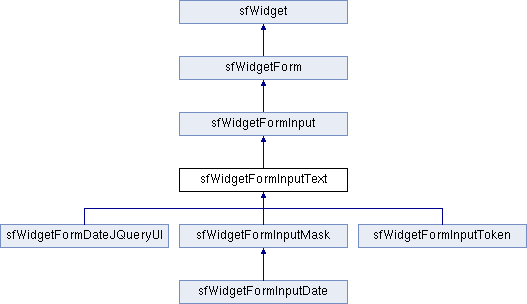 sfWidget
sfWidgetForm
sfWidgetFormInput
sfWidgetFormInputText
sfWidgetFormDateJQueryUI
sfWidgetFormInputMask
sfWidgetFormInputToken
sfWidgetFormInputDate